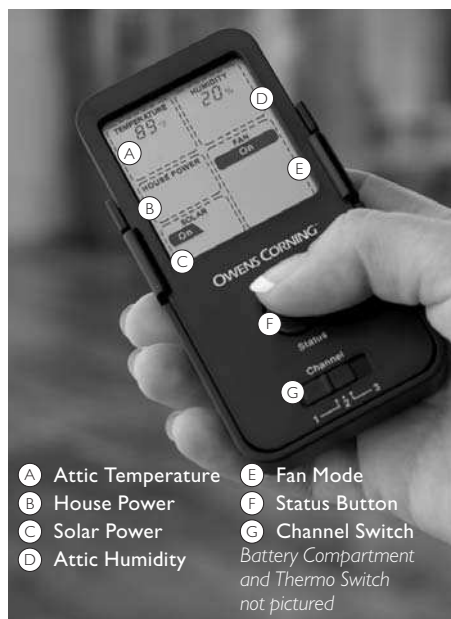 TEMPERATURE
89°F
HUMIDITY
20%
D
A
FAN
On
HOUSE POWER
E
B
SOLAR
On
C
OWENS CORNING
F
Status
Channel
G
1 2 3
A Attic Temperature
B House Power
C Solar Power
D Attic Humidity
E Fan Mode
F Status Button
G Channel Switch
Battery Compartment
and Thermo Switch
not pictured